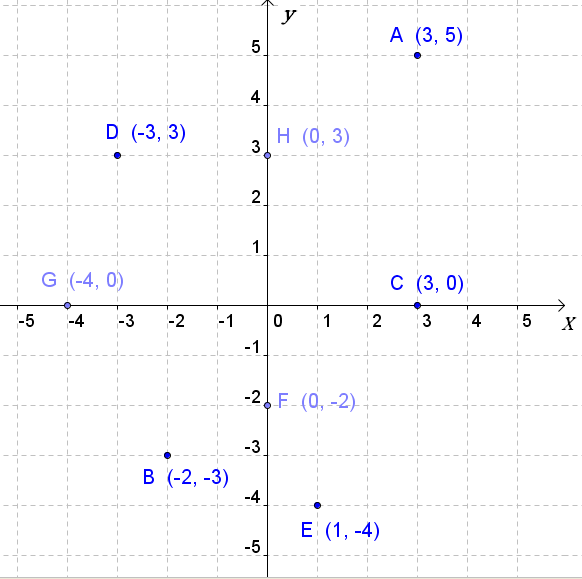 y
A (3, 5)
5
4
D (-3, 3)
H (0, 3)
3
2
1
G (-4, 0)
C (3, 0)
-5 -4 -3 -2 -1 0 1 2 3 4 5
X
-1
-2
F (0, -2)
-3
B (-2, -3)
-4
E (1, -4)
-5